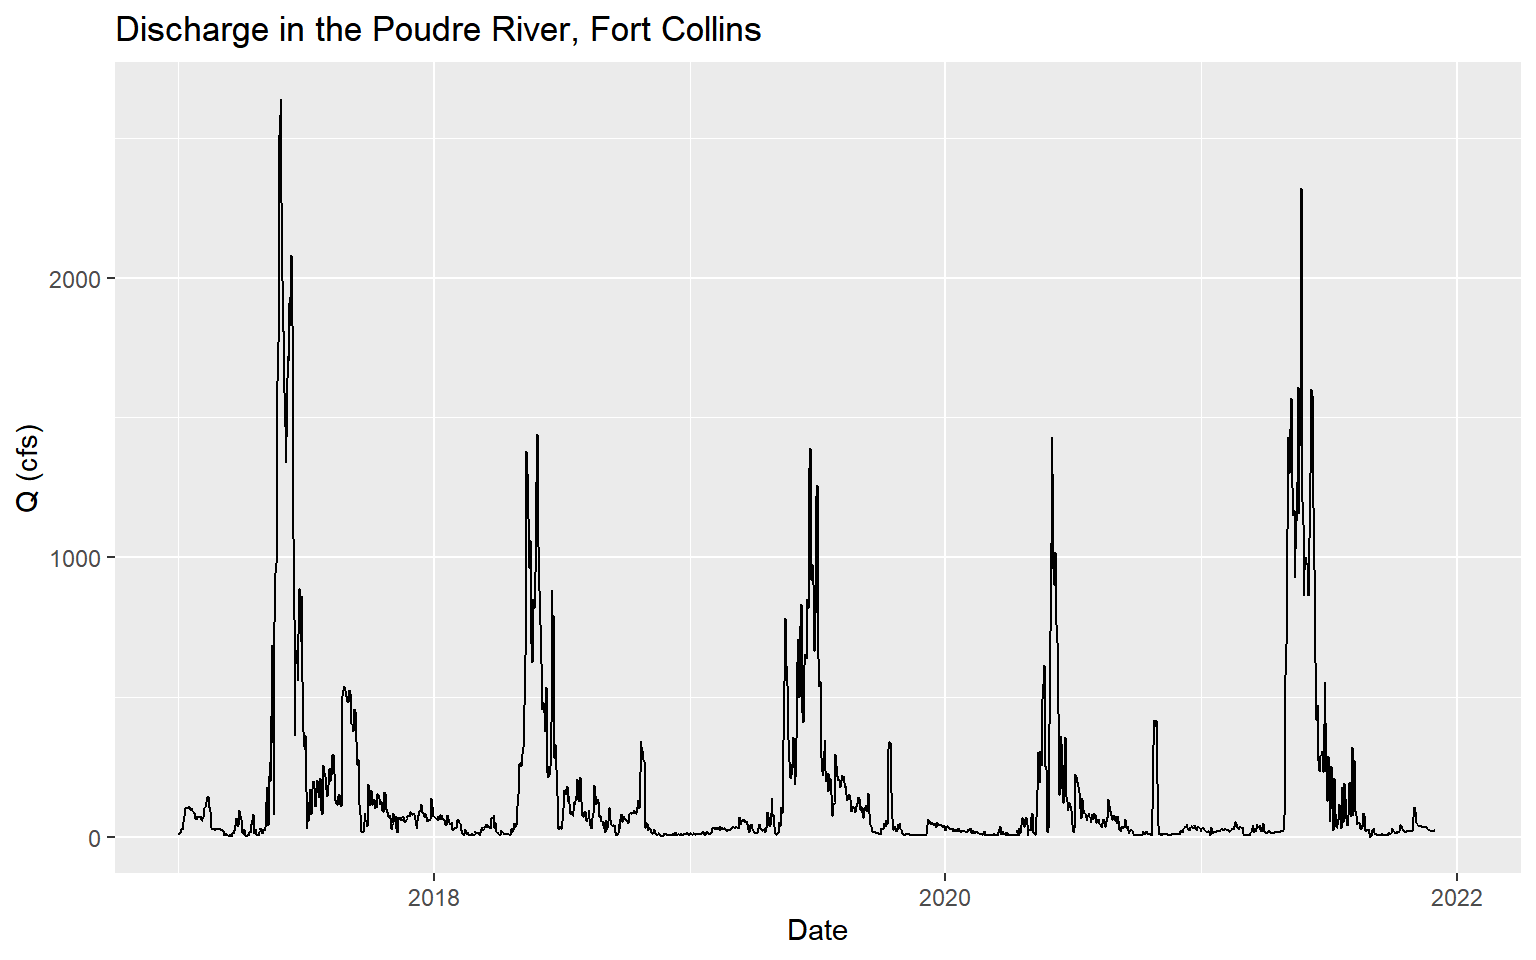 Discharge in the Poudre River, Fort Collins
Q (cfs)
2000
1000
0
2018
2020
2022
Date